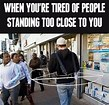 WHEN YOU'RE TIRED OF PEOPLE
STANDING TOO CLOSE TO YOU